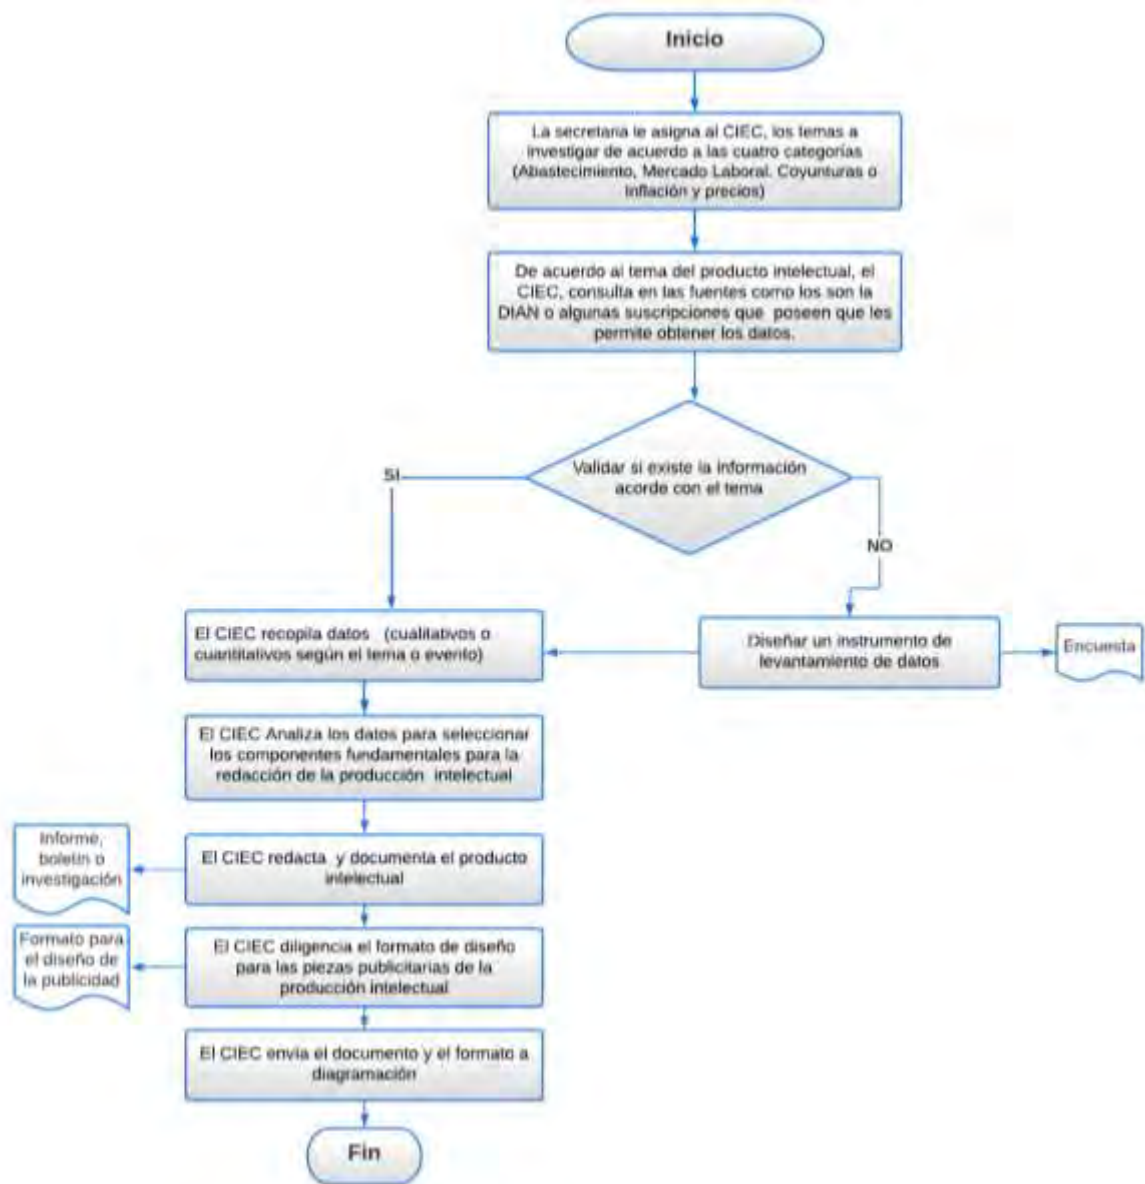 Inicio
La secretaria le asigna al CIEC, los temas a
investigar de acuerdo a las cuatro categorías
(Abastecimiento, Mercado Laboral. Coyunturas o
Inflación y precios)
De acuerdo al tema del producto intelectual, el
CIEC, consulta en las fuentes como los son la
DIAN o algunas suscripciones que poseen que les
permite obtener los datos.
Validar si existe la información
acorde con el tema
SI
NO
El CIEC recopila datos (cualitativos o
cuantitativos según el tema o evento)
Diseñar un instrumento de
levantamiento de datos
Encuesta
El CIEC Analiza los datos para seleccionar
los componentes fundamentales para la
redacción de la producción intelectual
Informe,
boletín o
investigación
El CIEC redacta y documenta el producto
intelectual
Formato para
el diseño de
la publicidad
El CIEC diligencia el formato de diseño
para las piezas publicitarias de la
producción intelectual
El CIEC envía el documento y el formato a
diagramación
Fin